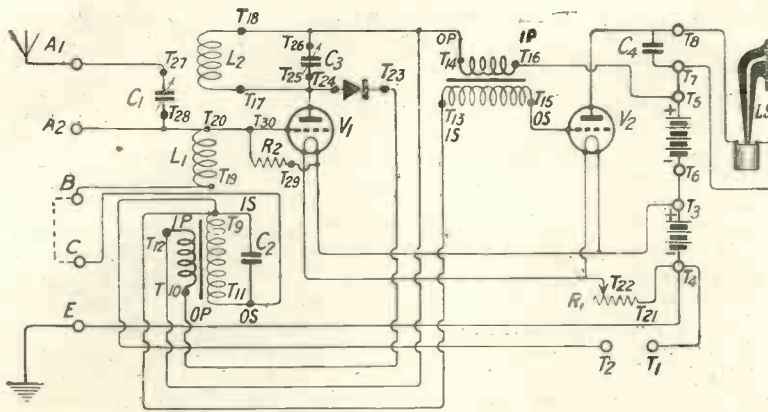 T18
T26
C3
T25
T24
T23
L2
T17
A1
T27
C1
T28
A2
T20
T30
V1
R2
T29
L1
T19
B
C
IP
IS
T12
T9
C2
T10
T11
OP
OS
E
OP
IP
T14
T16
T13
IS
T15
OS
V2
C4
T8
T7
T5
+
-
T6
T3
+
-
T4
T22
R1
T21
T2
T1
LS